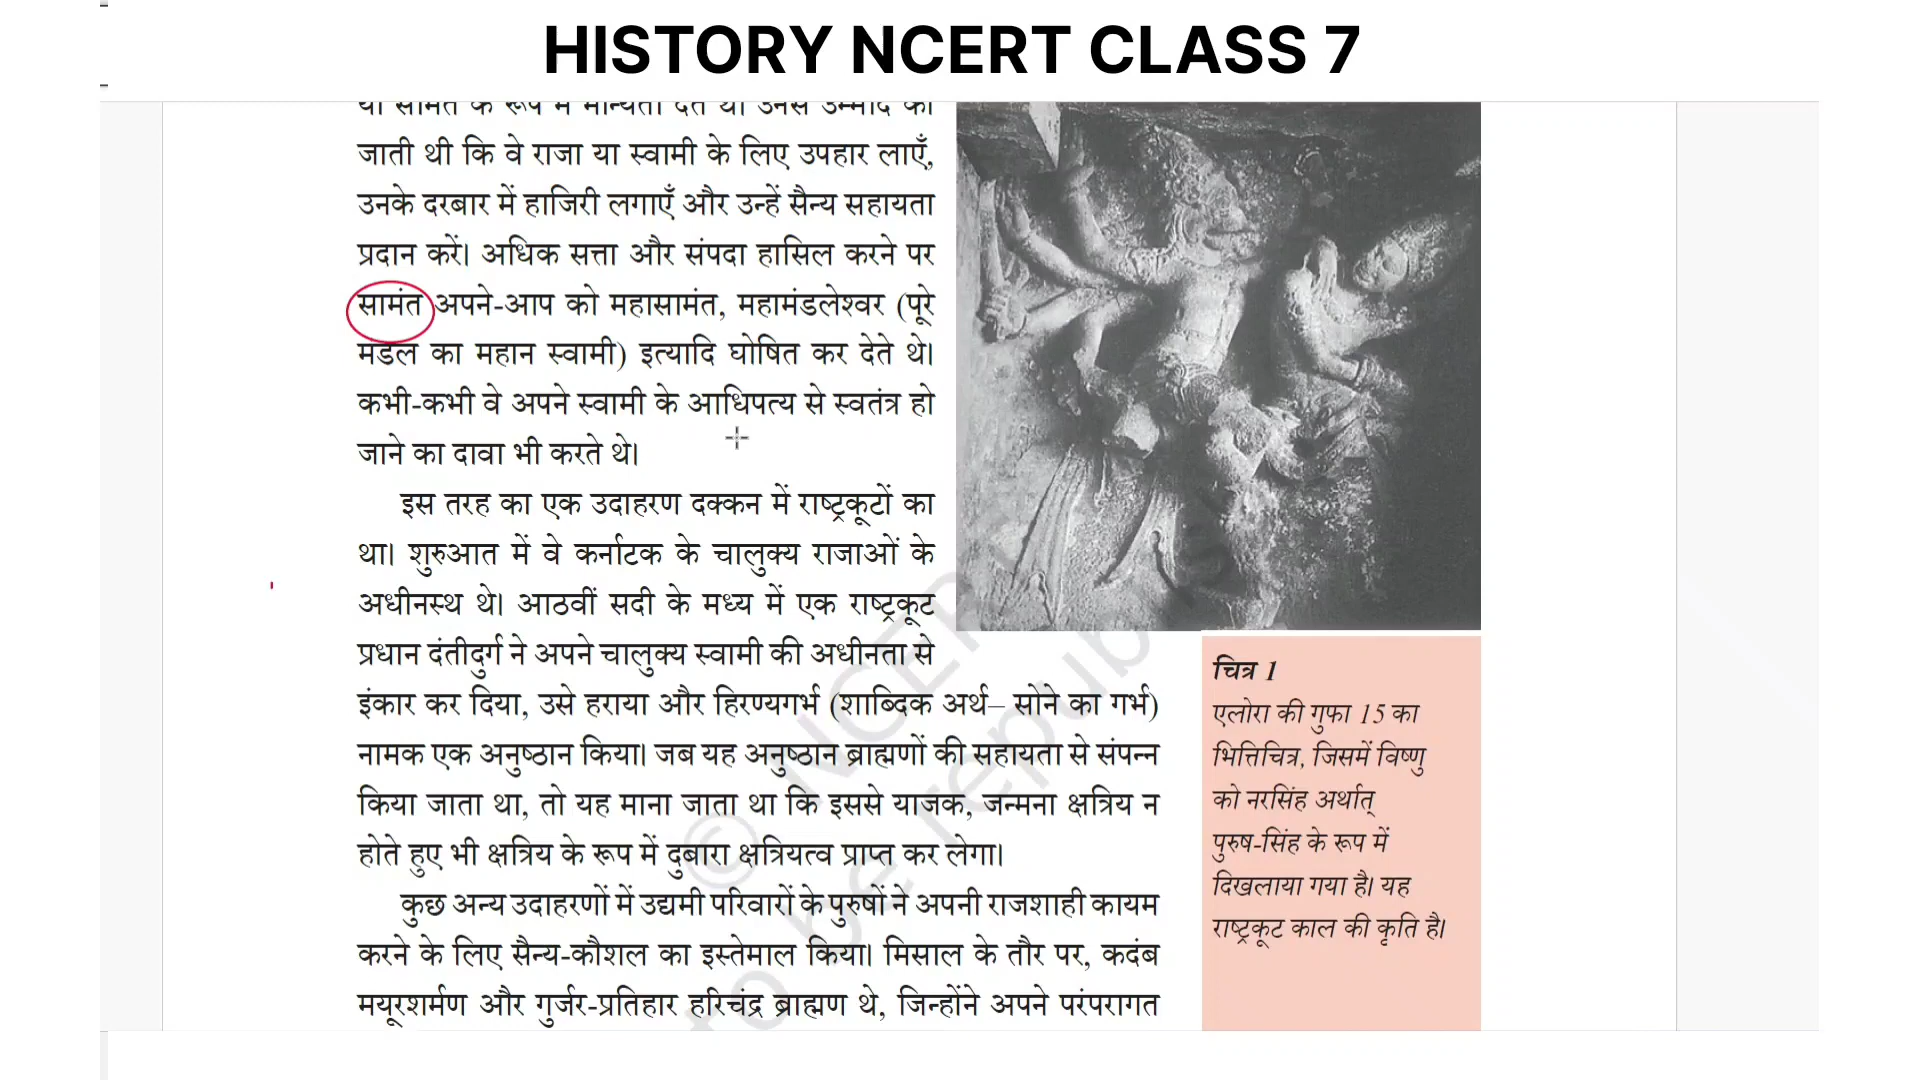 HISTORY NCERT CLASS 7
या सामंत के रूप में मान्यता देते थे। उनसे उम्मीद की
जाती थी कि वे राजा या स्वामी के लिए उपहार लाएँ,
उनके दरबार में हाजिरी लगाएँ और उन्हें सैन्य सहायता
प्रदान करें। अधिक सत्ता और संपदा हासिल करने पर
सामंत अपने-आप को महासामंत, महामंडलेश्वर (पूरे
मंडल का महान स्वामी) इत्यादि घोषित कर देते थे।
कभी-कभी वे अपने स्वामी के आधिपत्य से स्वतंत्र हो
जाने का दावा भी करते थे।
इस तरह का एक उदाहरण दक्कन में राष्ट्रकूटों का
था। शुरुआत में वे कर्नाटक के चालुक्य राजाओं के
अधीनस्थ थे। आठवीं सदी के मध्य में एक राष्ट्रकूट
प्रधान दंतीदुर्ग ने अपने चालुक्य स्वामी की अधीनता से
इंकार कर दिया, उसे हराया और हिरण्यगर्भ (शाब्दिक अर्थ– सोने का गर्भ)
नामक एक अनुष्ठान किया। जब यह अनुष्ठान ब्राह्मणों की सहायता से संपन्न
किया जाता था, तो यह माना जाता था कि इससे याजक, जन्मना क्षत्रिय न
होते हुए भी क्षत्रिय के रूप में दुबारा क्षत्रियत्व प्राप्त कर लेगा।
कुछ अन्य उदाहरणों में उद्यमी परिवारों के पुरुषों ने अपनी राजशाही कायम
करने के लिए सैन्य-कौशल का इस्तेमाल किया। मिसाल के तौर पर, कदंब
मयूरशर्मण और गुर्जर-प्रतिहार हरिचंद्र ब्राह्मण थे, जिन्होंने अपने परंपरागत
चित्र 1
एलोरा की गुफा 15 का
भित्तिचित्र, जिसमें विष्णु
को नरसिंह अर्थात्
पुरुष-सिंह के रूप में
दिखलाया गया है। यह
राष्ट्रकूट काल की कृति है।